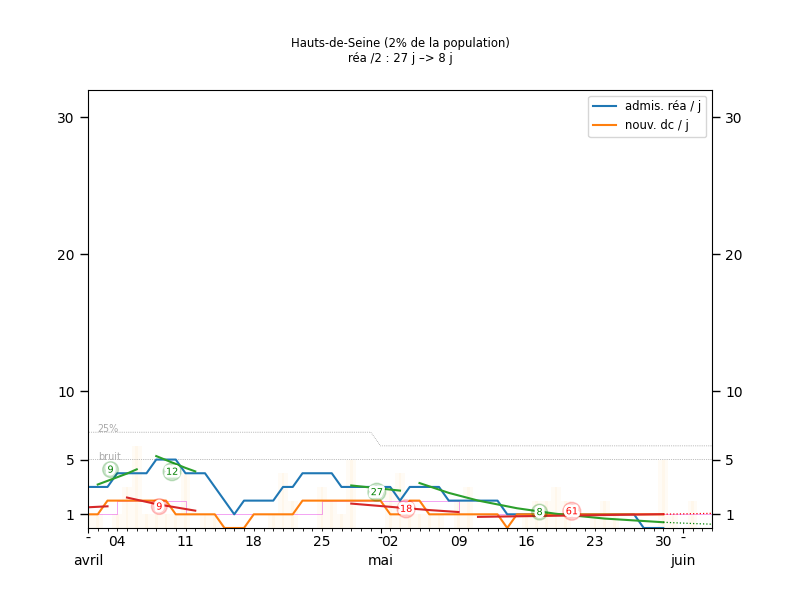 Hauts-de-Seine (2% de la population)
réa /2 : 27 j –> 8 j
admis. réa / j
nouv. dc / j
30
30
20
20
10
10
25%
bruit
5
5
9
12
27
9
18
8
61
1
1
- 04 11 18 25 -02 09 16 23 30 -
avril mai juin